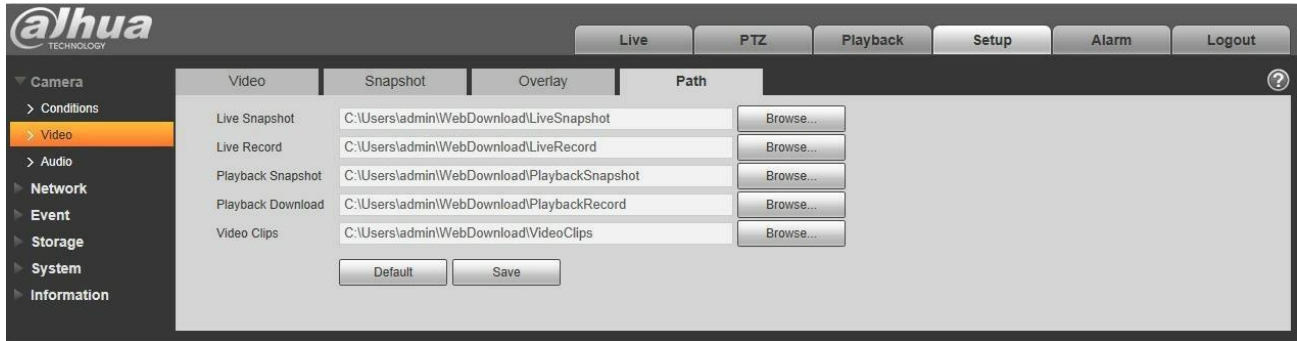 alhua
TECHNOLOGY
Live PTZ Playback Setup Alarm Logout
Camera
Video Snapshot Overlay Path
?
> Conditions
Live Snapshot C:\Users\admin\WebDownload\LiveSnapshot Browse...
> Video
Live Record C:\Users\admin\WebDownload\LiveRecord Browse...
> Audio
Playback Snapshot C:\Users\admin\WebDownload\PlaybackSnapshot Browse...
Network
Playback Download C:\Users\admin\WebDownload\PlaybackRecord Browse...
Event
Video Clips C:\Users\admin\WebDownload\VideoClips Browse...
Storage
System
Default Save
Information